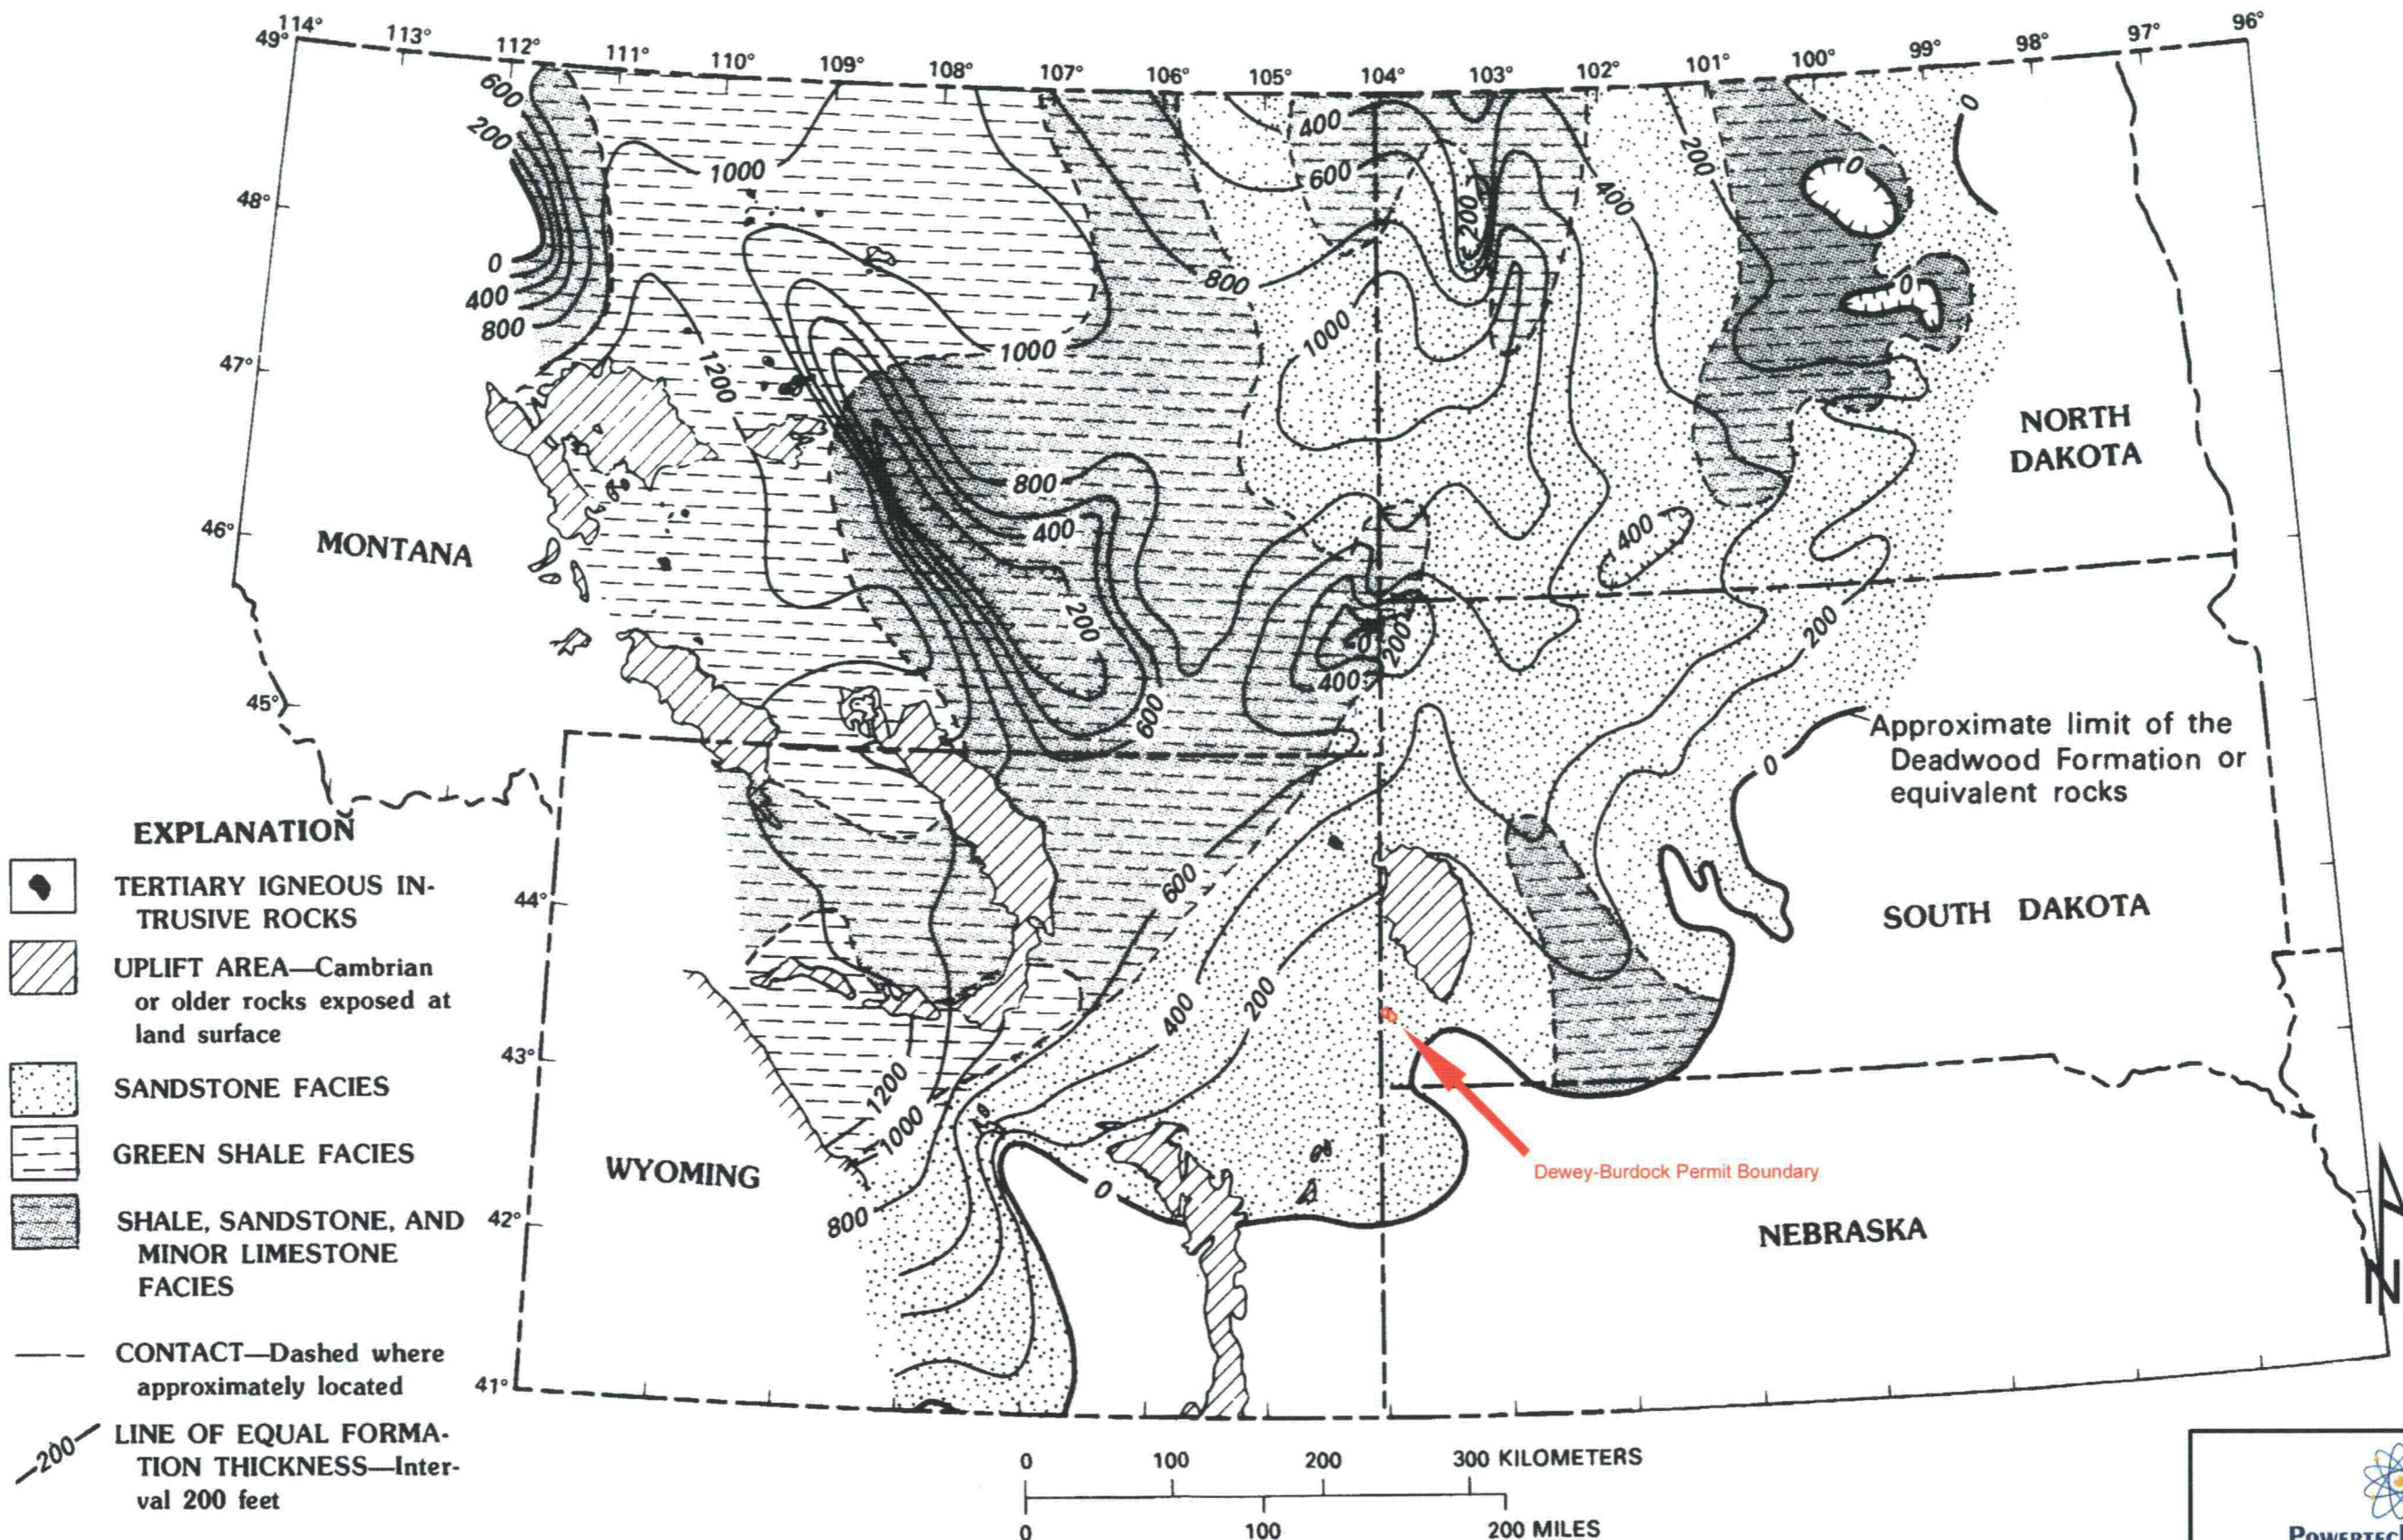 114°
113°
112°
111°
110°
109°
108°
107°
106°
105°
104°
103°
102°
101°
100°
99°
98°
97°
96°
49°
48°
47°
46°
45°
44°
43°
42°
41°
600
200
0
400
800
1000
1200
1000
800
400
200
600
800
400
600
200
1000
400
200
0
0
0
400
0
200
400
200
0
600
400
200
1200
1000
800
0
MONTANA
NORTH
DAKOTA
Approximate limit of the
Deadwood Formation or
equivalent rocks
SOUTH DAKOTA
WYOMING
NEBRASKA
Dewey-Burdock Permit Boundary
EXPLANATION
TERTIARY IGNEOUS IN-
TRUSIVE ROCKS
UPLIFT AREA—Cambrian
or older rocks exposed at
land surface
SANDSTONE FACIES
GREEN SHALE FACIES
SHALE, SANDSTONE, AND
MINOR LIMESTONE
FACIES
CONTACT—Dashed where
approximately located
200
LINE OF EQUAL FORMA-
TION THICKNESS—Inter-
val 200 feet
0 100 200 300 KILOMETERS
0 100 200 MILES
N